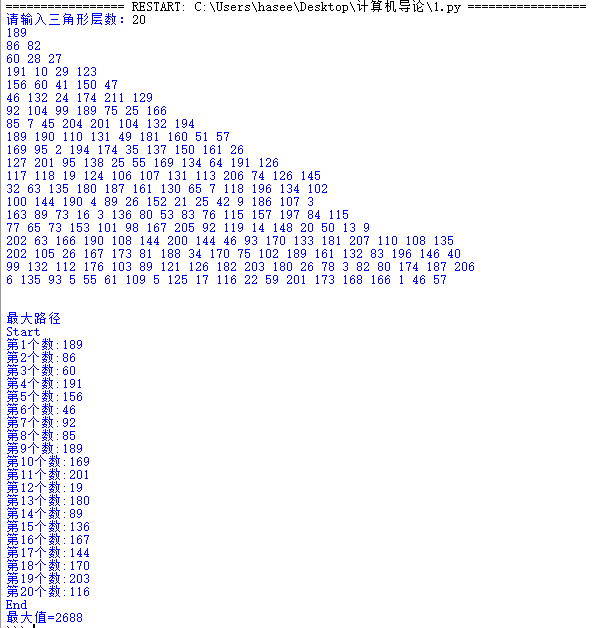 ================= RESTART: C:\Users\hasee\Desktop\计算机导论\1.py =================
请输入三角形层数：20
189
86 82
60 28 27
191 10 29 123
156 60 41 150 47
46 132 24 174 211 129
92 104 99 189 75 25 166
85 7 45 204 201 104 132 194
189 190 110 131 49 181 160 51 57
169 95 2 194 174 35 137 150 161 26
127 201 95 138 25 55 169 134 64 191 126
117 118 19 124 106 107 131 113 206 74 126 145
32 63 135 180 187 161 130 65 7 118 196 134 102
100 144 190 4 89 26 152 21 25 42 9 186 107 3
163 89 73 16 3 136 80 53 83 76 115 157 197 84 115
77 65 73 153 101 98 167 205 92 119 14 148 20 50 13 9
202 63 166 190 108 144 200 144 46 93 170 133 181 207 110 108 135
202 105 26 167 173 81 188 34 170 75 102 189 161 132 83 196 146 40
99 132 112 176 103 89 121 126 182 203 180 26 78 3 82 80 174 187 206
6 135 93 5 55 61 109 5 125 17 116 22 59 201 173 168 166 1 46 57
最大路径
Start
第1个数:189
第2个数:86
第3个数:60
第4个数:191
第5个数:156
第6个数:46
第7个数:92
第8个数:85
第9个数:189
第10个数:169
第11个数:201
第12个数:19
第13个数:180
第14个数:89
第15个数:136
第16个数:167
第17个数:144
第18个数:170
第19个数:203
第20个数:116
End
最大值=2688